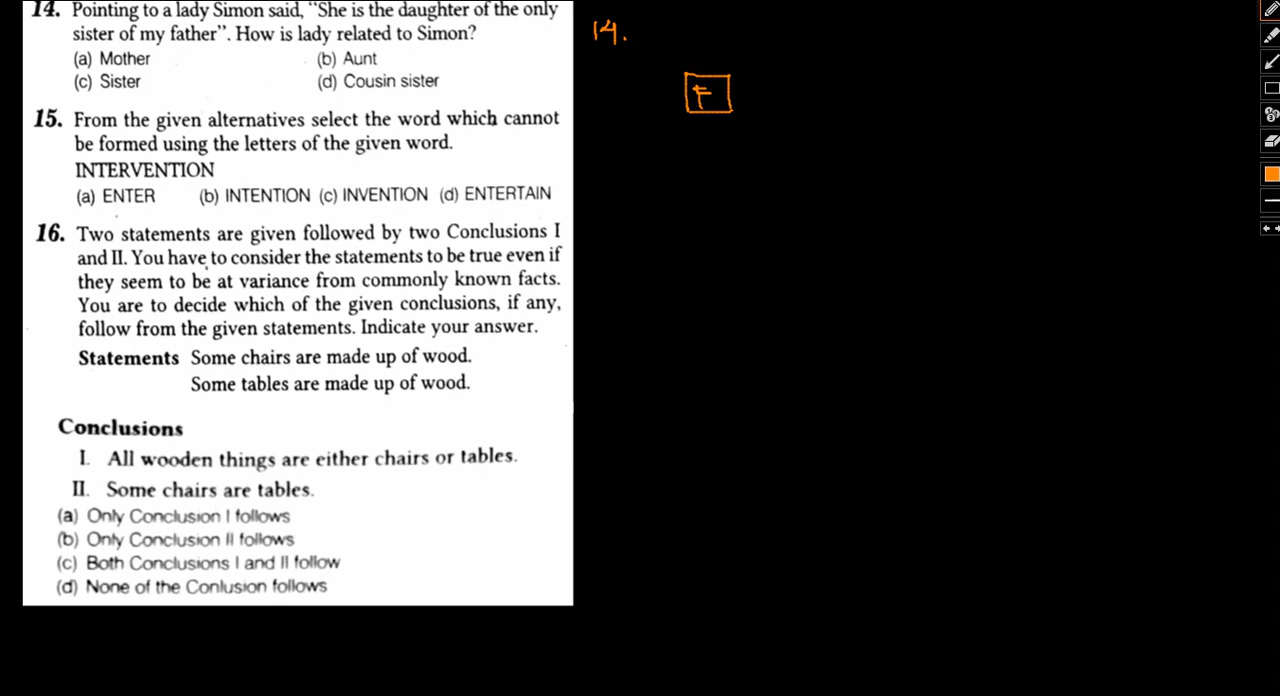 14. Pointing to a lady Simon said, “She is the daughter of the only
sister of my father”. How is lady related to Simon?
(a) Mother (b) Aunt
(c) Sister (d) Cousin sister
15. From the given alternatives select the word which cannot
be formed using the letters of the given word.
INTERVENTION
(a) ENTER (b) INTENTION (c) INVENTION (d) ENTERTAIN
16. Two statements are given followed by two Conclusions I
and II. You have to consider the statements to be true even if
they seem to be at variance from commonly known facts.
You are to decide which of the given conclusions, if any,
follow from the given statements. Indicate your answer.
Statements Some chairs are made up of wood.
Some tables are made up of wood.
Conclusions
I. All wooden things are either chairs or tables.
II. Some chairs are tables.
(a) Only Conclusion I follows
(b) Only Conclusion II follows
(c) Both Conclusions I and II follow
(d) None of the Conlusion follows
14.
F